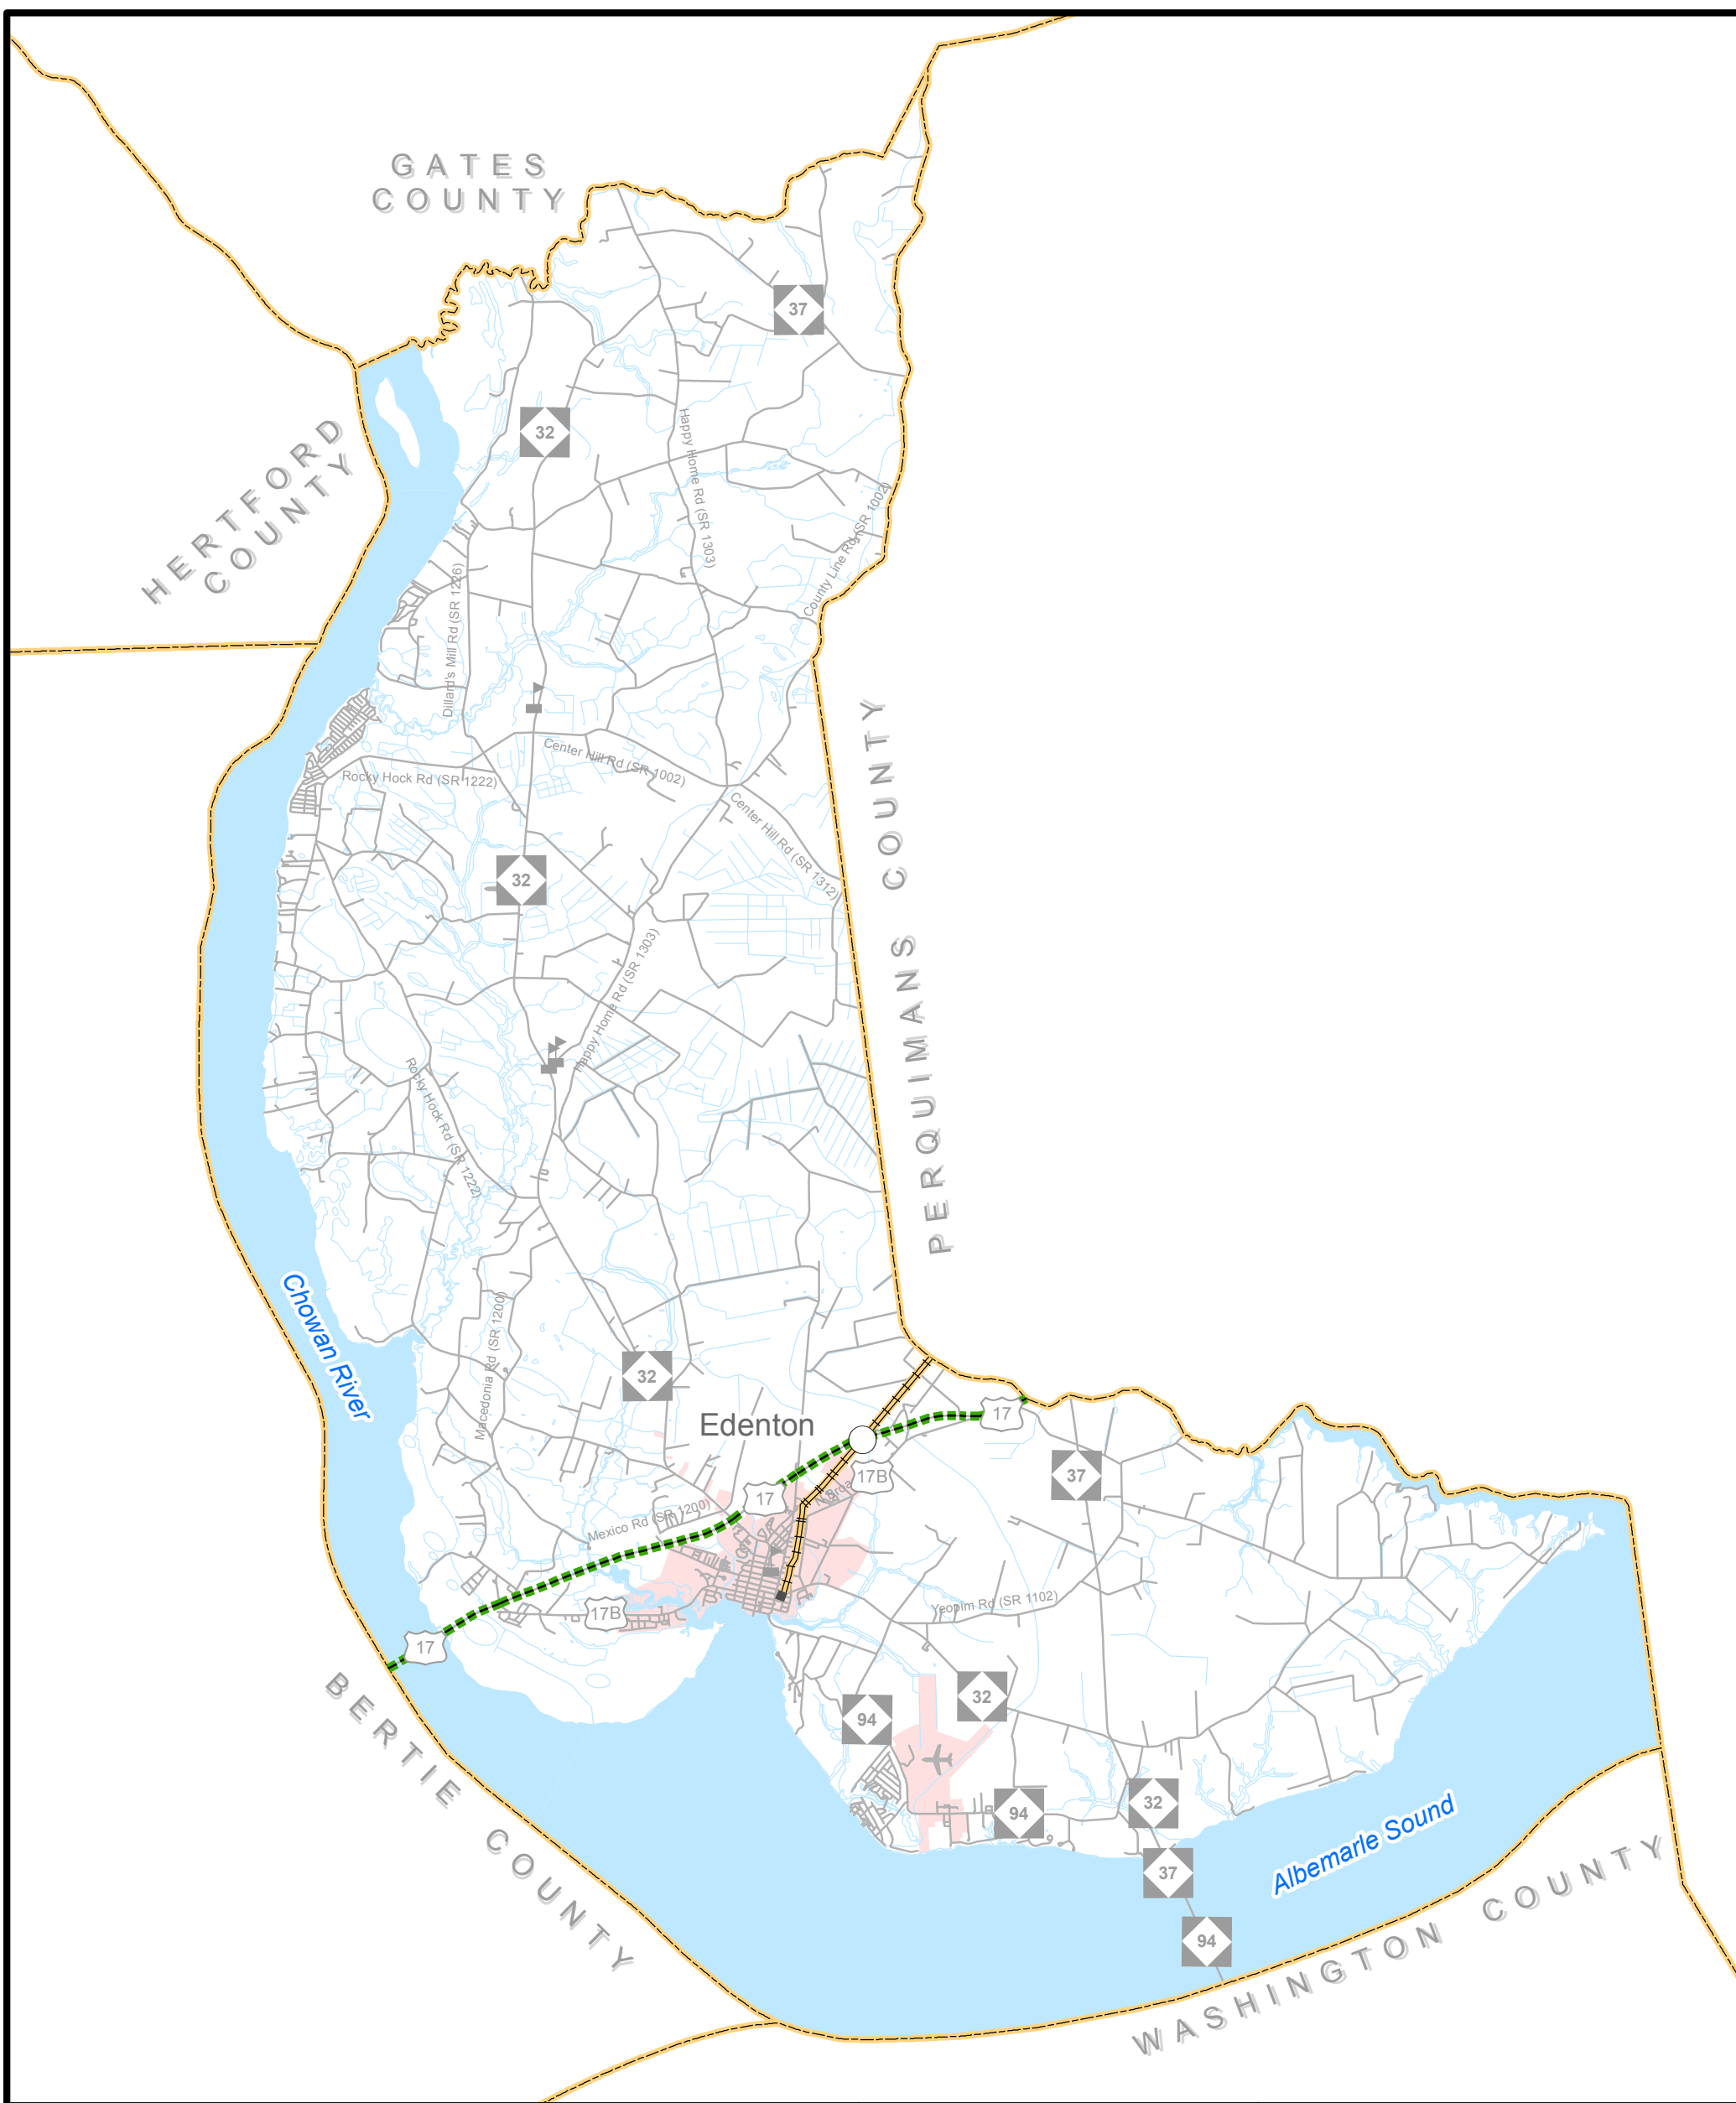 GATES
COUNTY
37
HERTFORD
COUNTY
32
Happy Home Rd (SR 1303)
County Line Rd (SR 1002)
Dillard's Mill Rd (SR 1226)
PERQUIMANS COUNTY
Center Hill Rd (SR 1002)
Rocky Hock Rd (SR 1222)
Center Hill Rd (SR 1312)
32
Happy Home Rd (SR 1303)
Rocky Hock Rd (SR 1222)
Chowan River
Macedonia Rd (SR 1200)
32
Edenton
17
37
17B
17
Mexico Rd (SR 1200)
Yeopim Rd (SR 1102)
17B
17
BERTIE COUNTY
32
94
32
94
37
Albemarle Sound
94
WASHINGTON COUNTY